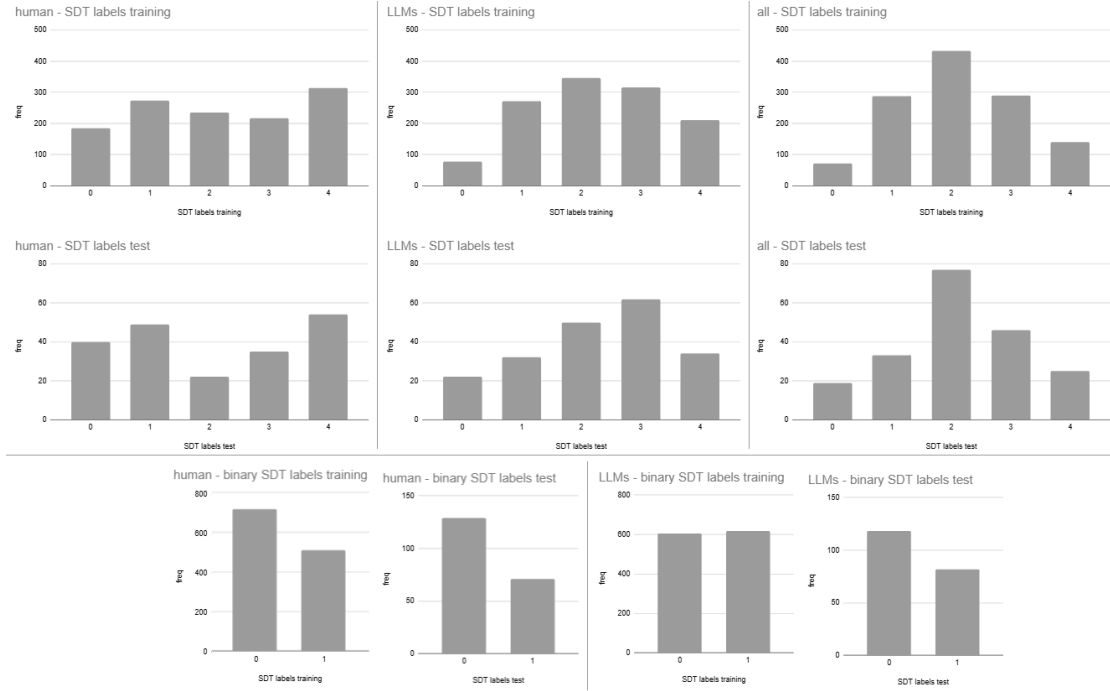 human - SDT labels training
500
400
300
200
100
0
freq
0 1 2 3 4
SDT labels training
LLMs - SDT labels training
500
400
300
200
100
0
freq
0 1 2 3 4
SDT labels training
all - SDT labels training
500
400
300
200
100
0
freq
0 1 2 3 4
SDT labels training
human - SDT labels test
80
60
40
20
0
freq
0 1 2 3 4
SDT labels test
LLMs - SDT labels test
80
60
40
20
0
freq
0 1 2 3 4
SDT labels test
all - SDT labels test
80
60
40
20
0
freq
0 1 2 3 4
SDT labels test
human - binary SDT labels training
800
600
400
200
0
freq
0 1
SDT labels training
human - binary SDT labels test
150
100
50
0
freq
0 1
SDT labels test
LLMs - binary SDT labels training
800
600
400
200
0
freq
0 1
SDT labels training
LLMs - binary SDT labels test
150
100
50
0
freq
0 1
SDT labels test